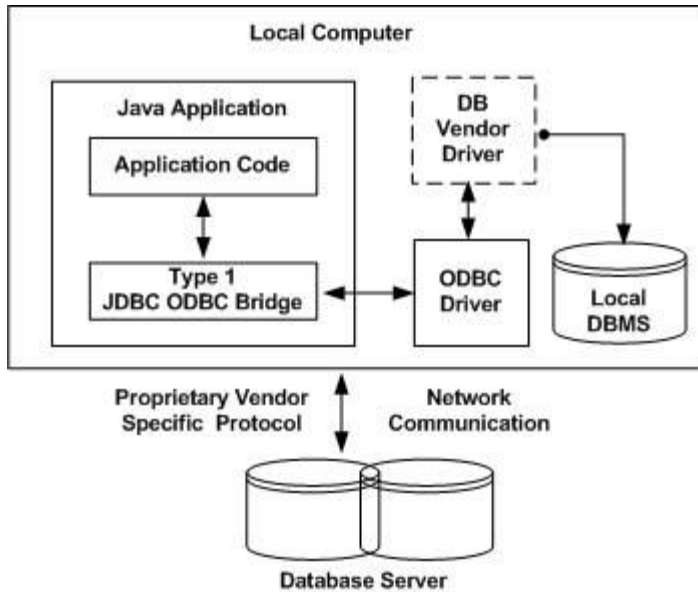 Local Computer
Java Application
Application Code
Type 1
JDBC ODBC Bridge
DB
Vendor
Driver
ODBC
Driver
Local
DBMS
Proprietary Vendor
Specific Protocol
Network
Communication
Database Server